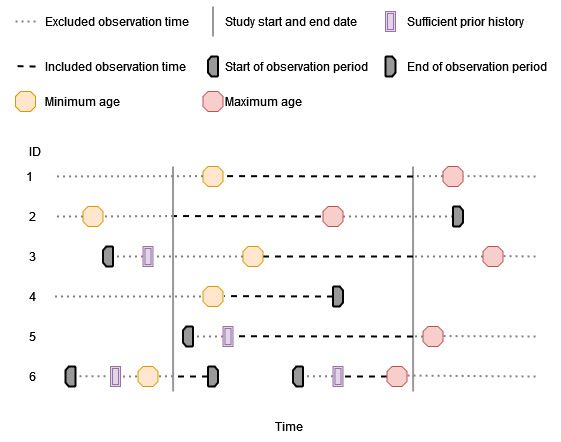 Excluded observation time
Study start and end date
Sufficient prior history
Included observation time
Start of observation period
End of observation period
Minimum age
Maximum age
ID
1
2
3
4
5
6
Time